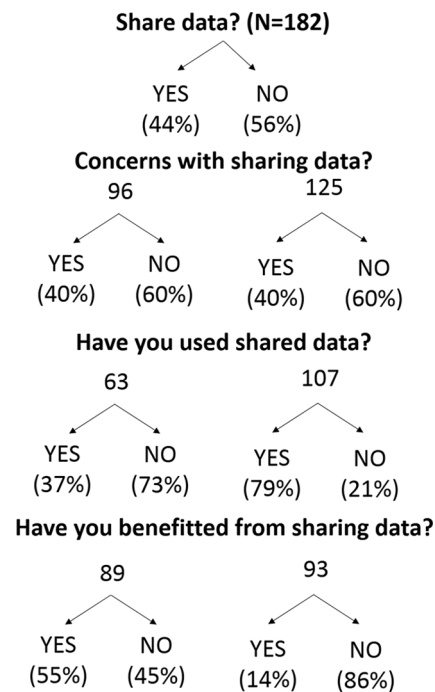 Share data? (N=182)
YES NO
(44%) (56%)
Concerns with sharing data?
96 125
YES NO YES NO
(40%) (60%) (40%) (60%)
Have you used shared data?
63 107
YES NO YES NO
(37%) (73%) (79%) (21%)
Have you benefitted from sharing data?
89 93
YES NO YES NO
(55%) (45%) (14%) (86%)